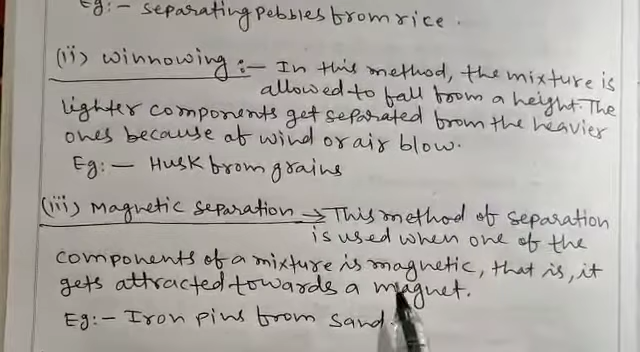 Eg:- separating pebbles from rice.
(ii) Winnowing :- In this method, the mixture is
allowed to fall from a height. The
lighter components get separated from the heavier
ones because of wind or air blow.
Eg:- Husk from grains
(iii) Magnetic separation → This method of separation
is used when one of the
components of a mixture is magnetic, that is, it
gets attracted towards a magnet.
Eg:- Iron pins from sand.